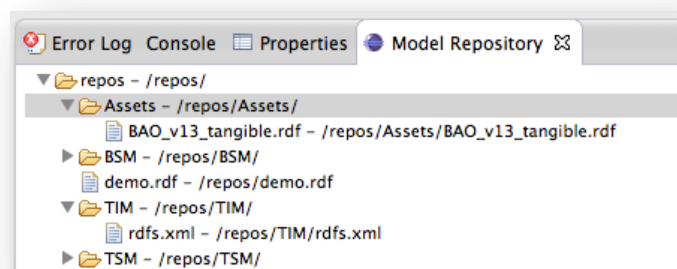 Error Log Console Properties Model Repository
repos – /repos/
Assets – /repos/Assets/
BAO_v13_tangible.rdf – /repos/Assets/BAO_v13_tangible.rdf
BSM – /repos/BSM/
demo.rdf – /repos/demo.rdf
TIM – /repos/TIM/
rdfs.xml – /repos/TIM/rdfs.xml
TSM – /repos/TSM/